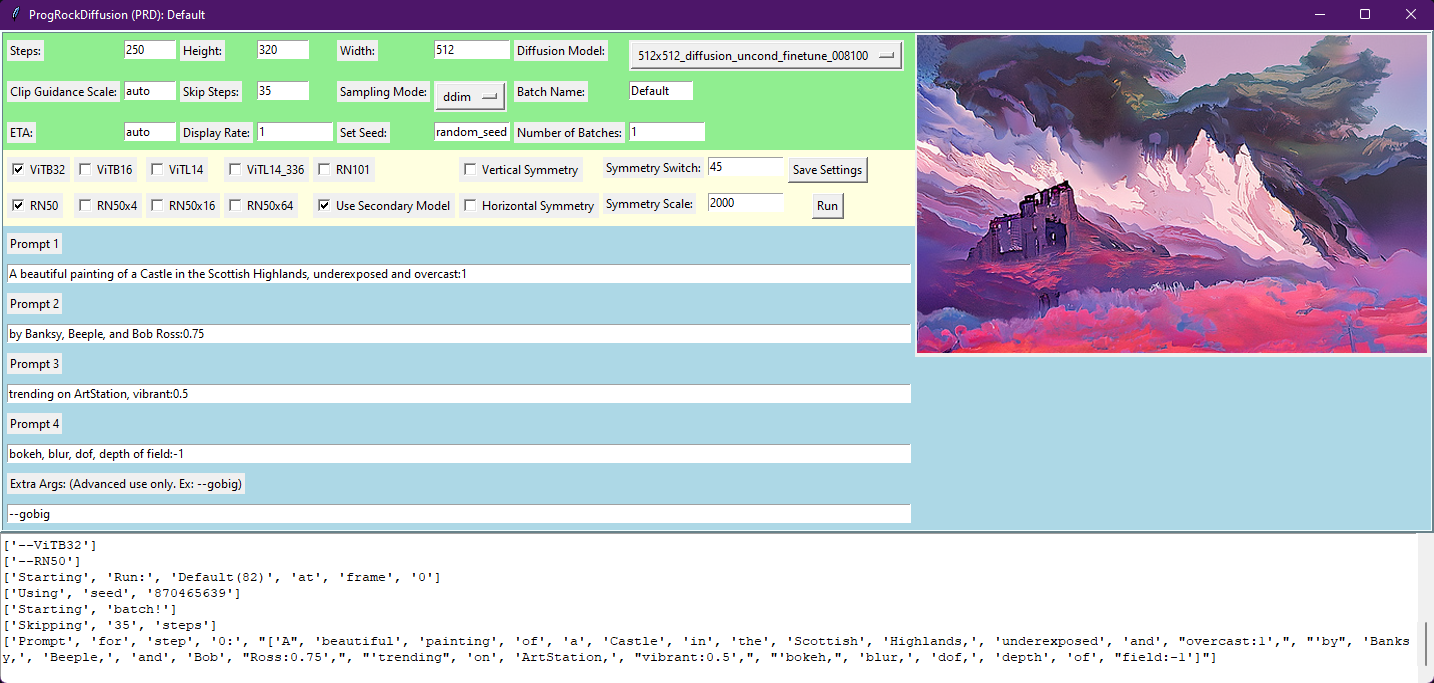 ProgRockDiffusion (PRD): Default
Steps: 250 Height: 320 Width: 512 Diffusion Model: 512x512_diffusion_uncond_finetune_008100
Clip Guidance Scale: auto Skip Steps: 35 Sampling Mode: ddim Batch Name: Default
ETA: auto Display Rate: 1 Set Seed: random_seed Number of Batches: 1
ViTB32 ViTB16 ViTL14 ViTL14_336 RN101 Vertical Symmetry Symmetry Switch: 45 Save Settings
RN50 RN50x4 RN50x16 RN50x64 Use Secondary Model Horizontal Symmetry Symmetry Scale: 2000 Run
Prompt 1
A beautiful painting of a Castle in the Scottish Highlands, underexposed and overcast:1
Prompt 2
by Banksy, Beeple, and Bob Ross:0.75
Prompt 3
trending on ArtStation, vibrant:0.5
Prompt 4
bokeh, blur, dof, depth of field:-1
Extra Args: (Advanced use only. Ex: --gobig)
--gobig
['--ViTB32']
['--RN50']
['Starting', 'Run:', 'Default(82)', 'at', 'frame', '0']
['Using', 'seed', '870465639']
['Starting', 'batch!']
['Skipping', '35', 'steps']
['Prompt', 'for', 'step', '0:', "['A", 'beautiful', 'painting', 'of', 'a', 'Castle', 'in', 'the', 'Scottish', 'Highlands,', 'underexposed', 'and', "overcast:1',", "'by", 'Banks
y,', 'Beeple,', 'and', 'Bob', "Ross:0.75',", "'trending", 'on', 'ArtStation,', "vibrant:0.5',", "'bokeh,", 'blur,', 'dof,', 'depth', 'of', "field:-1']"]